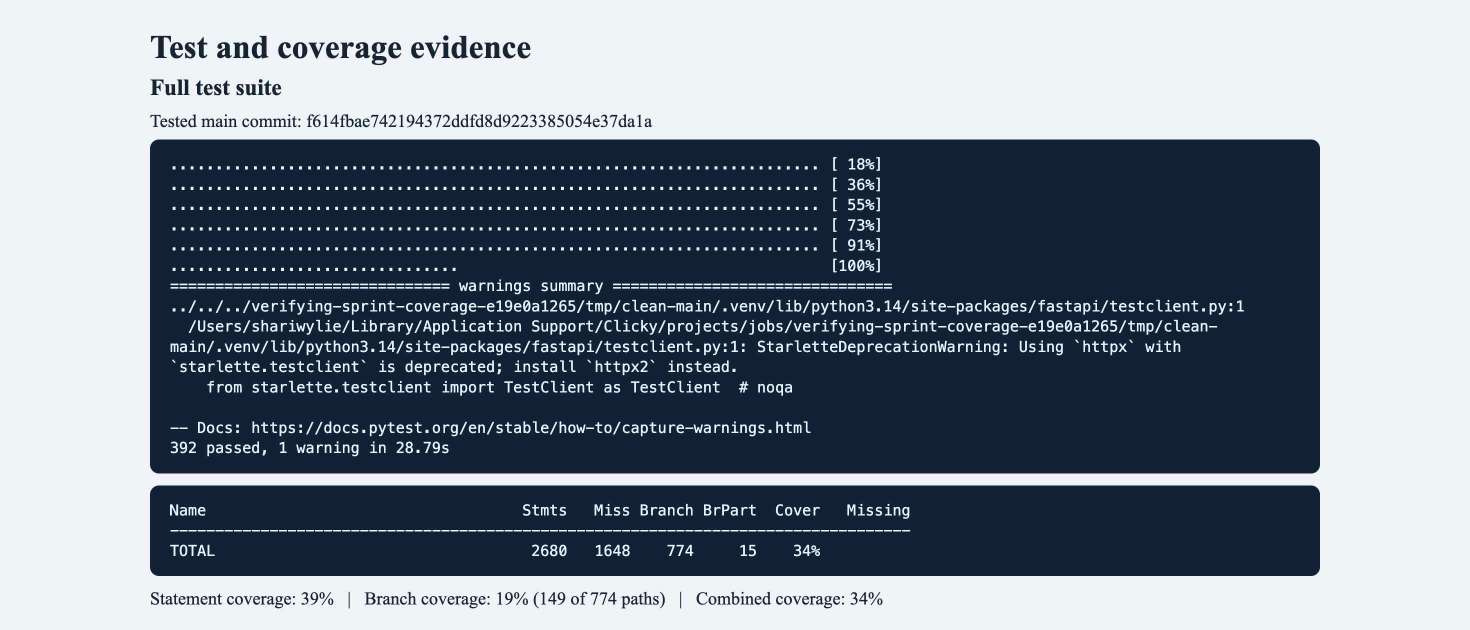 Test and coverage evidence
Full test suite
Tested main commit: f614fbae742194372ddfd8d9223385054e37da1a
........................................................................ [ 18%]
........................................................................ [ 36%]
........................................................................ [ 55%]
........................................................................ [ 73%]
........................................................................ [ 91%]
................................ [100%]
=============================== warnings summary ===============================
../../../verifying-sprint-coverage-e19e0a1265/tmp/clean-main/.venv/lib/python3.14/site-packages/fastapi/testclient.py:1
/Users/shariwylie/Library/Application Support/Clicky/projects/jobs/verifying-sprint-coverage-e19e0a1265/tmp/clean-
main/.venv/lib/python3.14/site-packages/fastapi/testclient.py:1: StarletteDeprecationWarning: Using `httpx` with
`starlette.testclient` is deprecated; install `httpx2` instead.
from starlette.testclient import TestClient as TestClient  # noqa
-- Docs: https://docs.pytest.org/en/stable/how-to/capture-warnings.html
392 passed, 1 warning in 28.79s
Name Stmts Miss Branch BrPart Cover Missing
----------------------------------------------------------------------------------
TOTAL 2680 1648 774 15 34%
Statement coverage: 39% | Branch coverage: 19% (149 of 774 paths) | Combined coverage: 34%